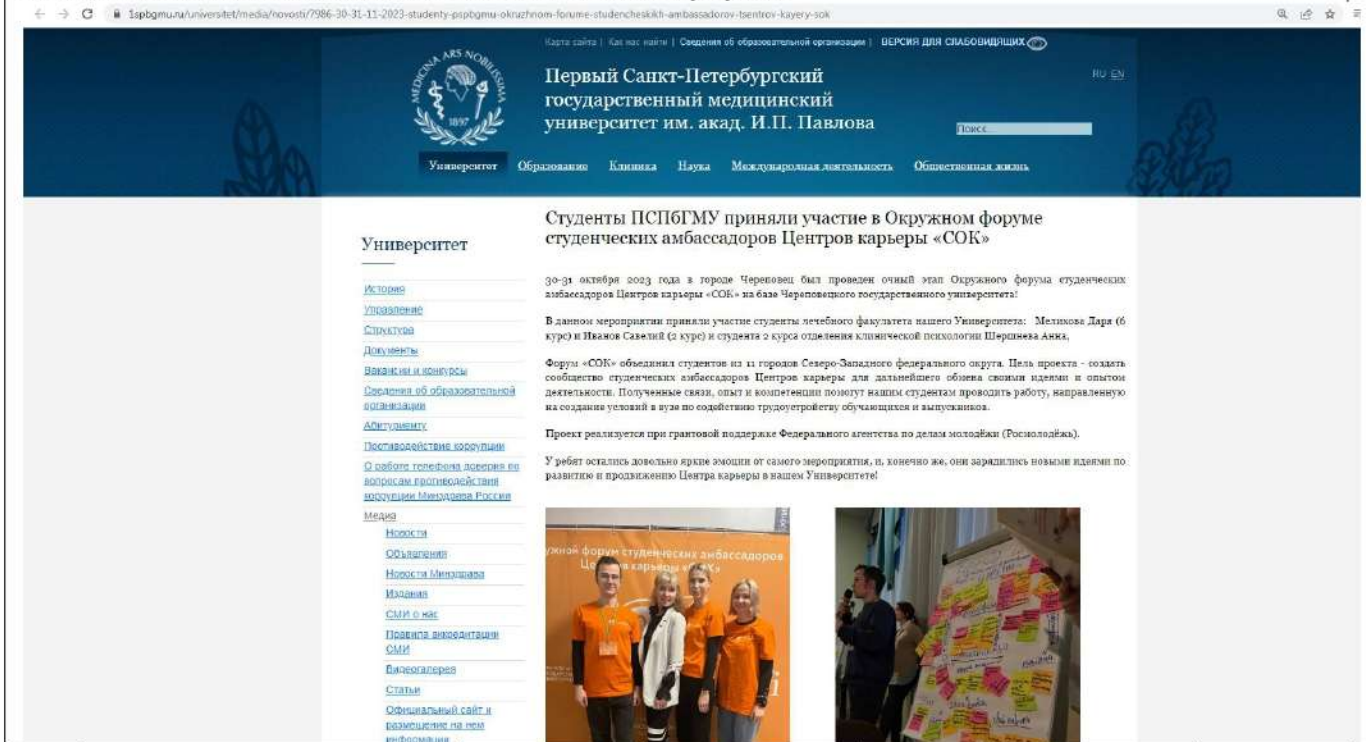 1spbgmu.ru/universitet/media/novosti/7986-30-31-11-2023-studenty-pspbgmu-okruzhnom-forume-studencheskikh-ambassadorov-tsentrov-kayery-sok
Карта сайта | Как нас найти | Сведения об образовательной организации | ВЕРСИЯ ДЛЯ СЛАБОВИДЯЩИХ
MEDICINA ARS NOBILISSIMA
1897
Первый Санкт-Петербургский
государственный медицинский
университет им. акад. И.П. Павлова
RU EN
Поиск...
Университет Образование Клиника Наука Международная деятельность Общественная жизнь
Университет
История
Управление
Структура
Документы
Вакансии и конкурсы
Сведения об образовательной
организации
Абитуриенту
Противодействие коррупции
О работе телефона доверия по
вопросам противодействия
коррупции Минздрава России
Медиа
Новости
Объявления
Новости Минздрава
Издания
СМИ о нас
Правила аккредитации
СМИ
Видеогалерея
Статьи
Официальный сайт и
размещение на нем
информации
Студенты ПСПбГМУ приняли участие в Окружном форуме
студенческих амбассадоров Центров карьеры «СОК»
30-31 октября 2023 года в городе Череповец был проведен очный этап Окружного форума студенческих
амбассадоров Центров карьеры «СОК» на базе Череповецкого государственного университета!
В данном мероприятии приняли участие студенты лечебного факультета нашего Университета: Мелихова Даря (6
курс) и Иванов Савелий (2 курс) и студента 2 курса отделения клинической психологии Шершнева Анна,
Форум «СОК» объединил студентов из 11 городов Северо-Западного федерального округа. Цель проекта - создать
сообщество студенческих амбассадоров Центров карьеры для дальнейшего обмена своими идеями и опытом
деятельности. Полученные связи, опыт и компетенции помогут нашим студентам проводить работу, направленную
на создание условий в вузе по содействию трудоустройству обучающихся и выпускников.
Проект реализуется при грантовой поддержке Федерального агентства по делам молодёжи (Росмолодёжь).
У ребят остались довольно яркие эмоции от самого мероприятия, и, конечно же, они зарядились новыми идеями по
развитию и продвижению Центра карьеры в нашем Университете!
ужной форум студенческих амбассадоров
Центров карьеры «СОК»